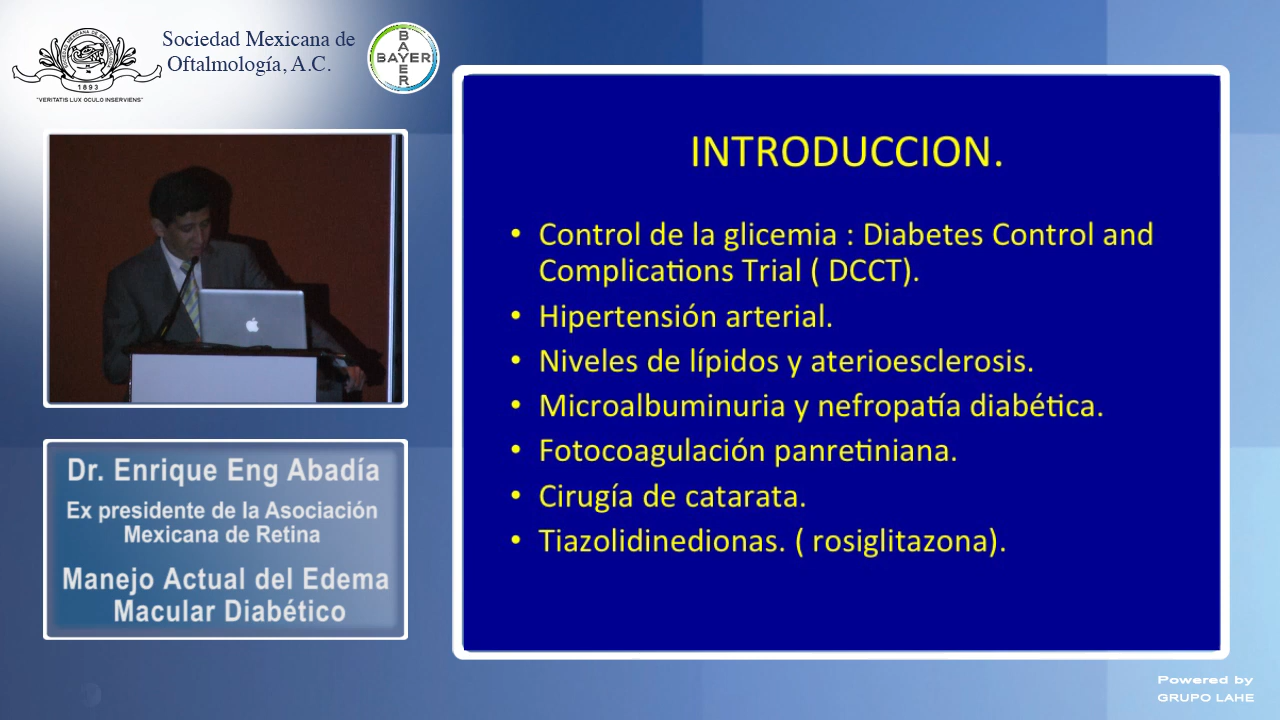 Sociedad Mexicana de
Oftalmología, A.C.
1893
"VERITATIS LUX OCULO INSERVIENS"
BAYER
BAYER
Dr. Enrique Eng Abadía
Ex presidente de la Asociación
Mexicana de Retina
Manejo Actual del Edema
Macular Diabético
INTRODUCCION.
• Control de la glicemia : Diabetes Control and
Complications Trial ( DCCT).
• Hipertensión arterial.
• Niveles de lípidos y aterioesclerosis.
• Microalbuminuria y nefropatía diabética.
• Fotocoagulación panretiniana.
• Cirugía de catarata.
• Tiazolidinedionas. ( rosiglitazona).
Powered by
GRUPO LAHE